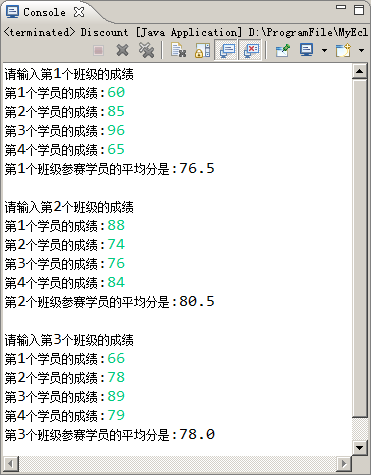 Console
<terminated> Discount [Java Application] D:\ProgramFile\MyEcl
请输入第1个班级的成绩
第1个学员的成绩:60
第2个学员的成绩:85
第3个学员的成绩:96
第4个学员的成绩:65
第1个班级参赛学员的平均分是:76.5
请输入第2个班级的成绩
第1个学员的成绩:88
第2个学员的成绩:74
第3个学员的成绩:76
第4个学员的成绩:84
第2个班级参赛学员的平均分是:80.5
请输入第3个班级的成绩
第1个学员的成绩:66
第2个学员的成绩:78
第3个学员的成绩:89
第4个学员的成绩:79
第3个班级参赛学员的平均分是:78.0